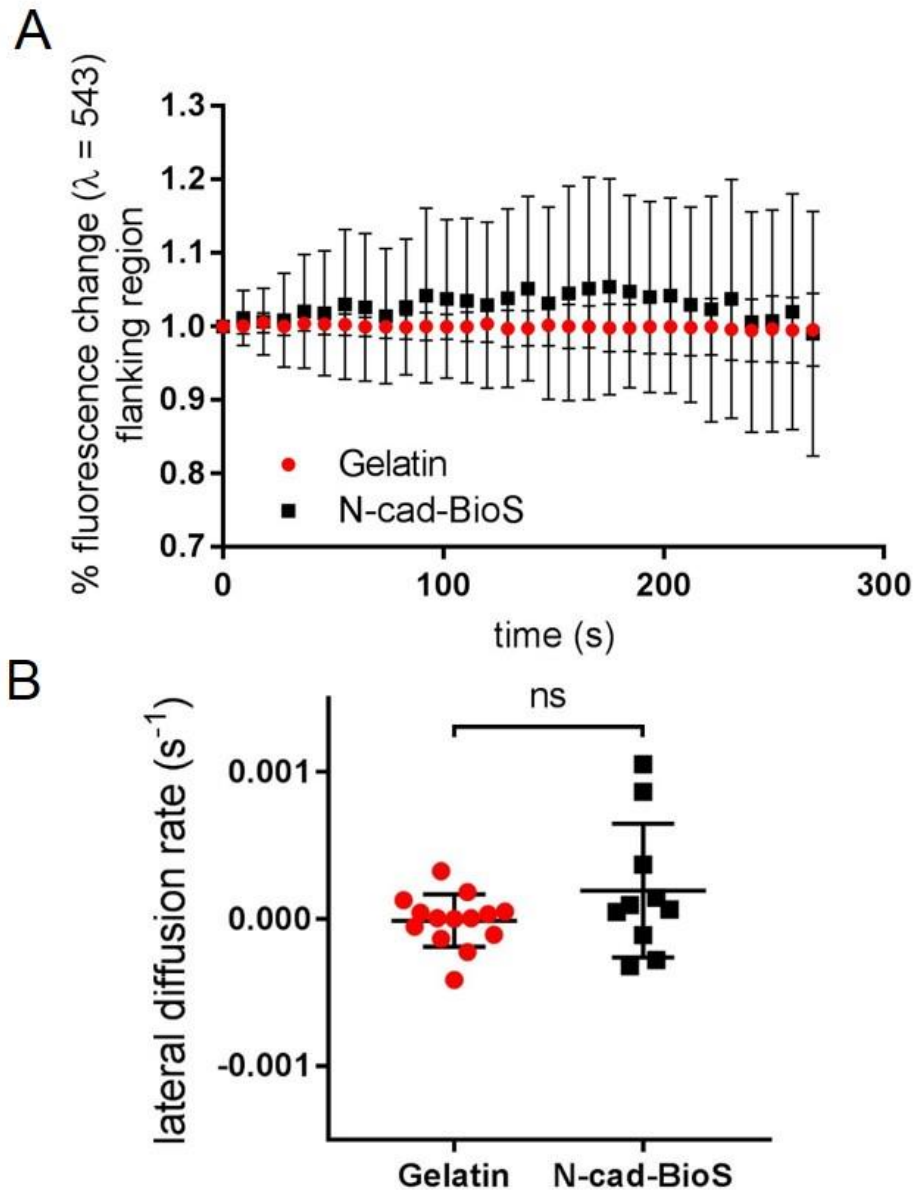 A
% fluorescence change (λ = 543)
flanking region
1.3
1.2
1.1
1.0
0.9
0.8
0.7
Gelatin
N-cad-BioS
0
100
200
300
time (s)
B
lateral diffusion rate (s⁻¹)
ns
0.001
0.000
-0.001
Gelatin
N-cad-BioS